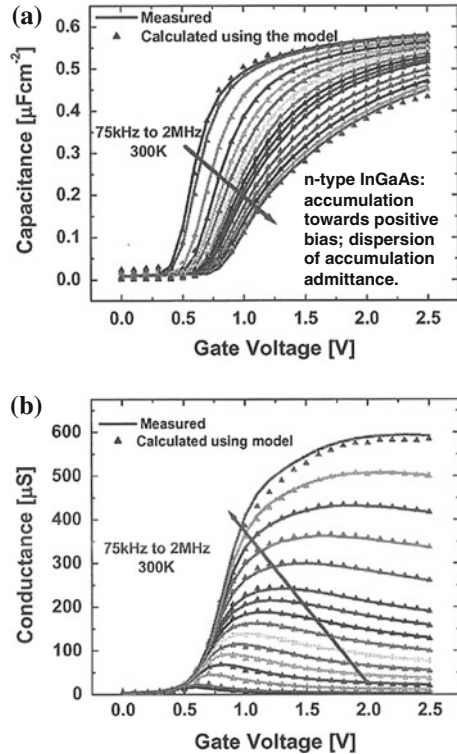 (a)
Measured
Calculated using the model
Capacitance [µFcm-2]
0.6
0.5
0.4
0.3
0.2
0.1
0.0
75kHz to 2MHz
300K
n-type InGaAs:
accumulation
towards positive
bias; dispersion
of accumulation
admittance.
0.0 0.5 1.0 1.5 2.0 2.5
Gate Voltage [V]
(b)
Measured
Calculated using model
Conductance [µS]
600
500
400
300
200
100
0
75kHz to 2MHz
300K
0.0 0.5 1.0 1.5 2.0 2.5
Gate Voltage [V]